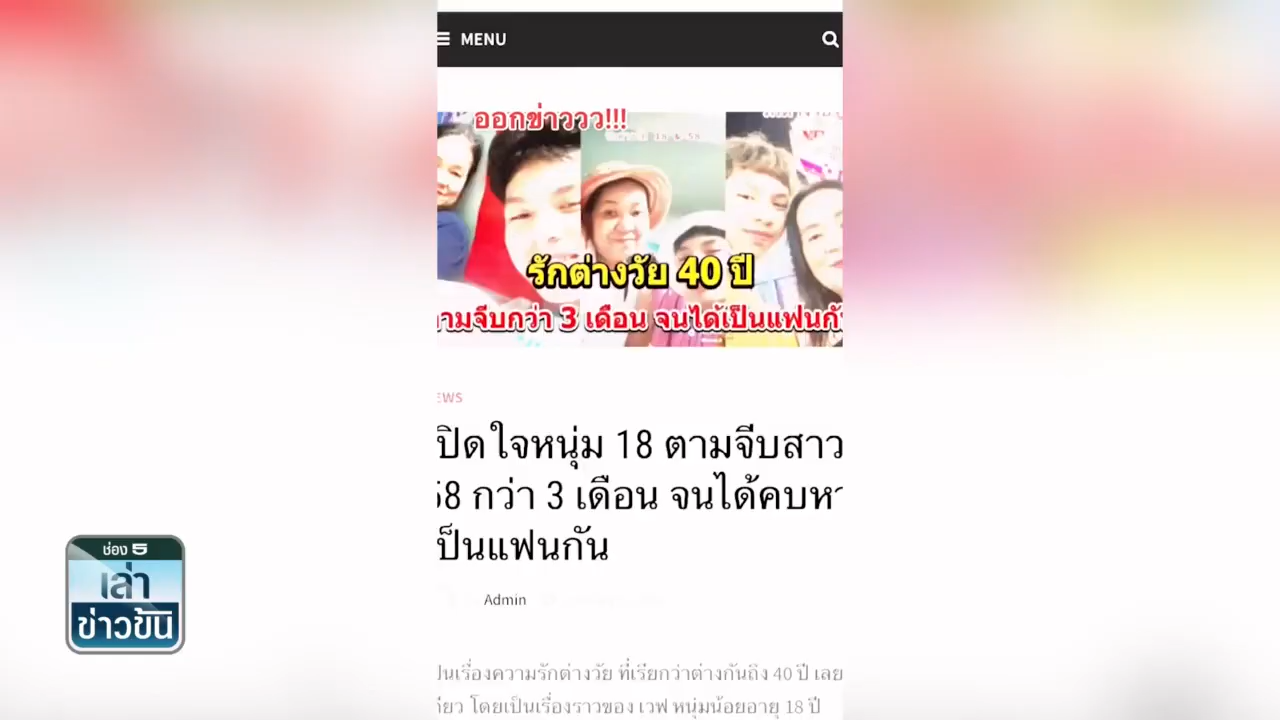 MENU
ออกข่าววว!!!
รักต่างวัย 40 ปี
ตามจีบกว่า 3 เดือน จนได้เป็นแฟนกัน
EWS
ปิดใจหนุ่ม 18 ตามจีบสาว
58 กว่า 3 เดือน จนได้คบหา
ป็นแฟนกัน
Admin
ป็นเรื่องความรักต่างวัย ที่เรียกว่าต่างกันถึง 40 ปี เลย
ดียว โดยเป็นเรื่องราวของ เวฟ หนุ่มน้อยอายุ 18 ปี
ช่อง 5
เล่า
ข่าวข้น